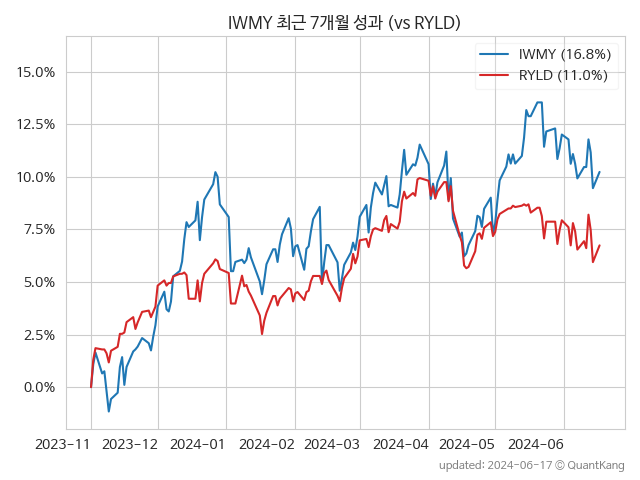 IWMY 최근 7개월 성과 (vs RYLD)
IWMY (16.8%)
RYLD (11.0%)
15.0%
12.5%
10.0%
7.5%
5.0%
2.5%
0.0%
2023−11 2023−12 2024−01 2024−02 2024−03 2024−04 2024−05 2024−06
updated: 2024-06-17 © QuantKang